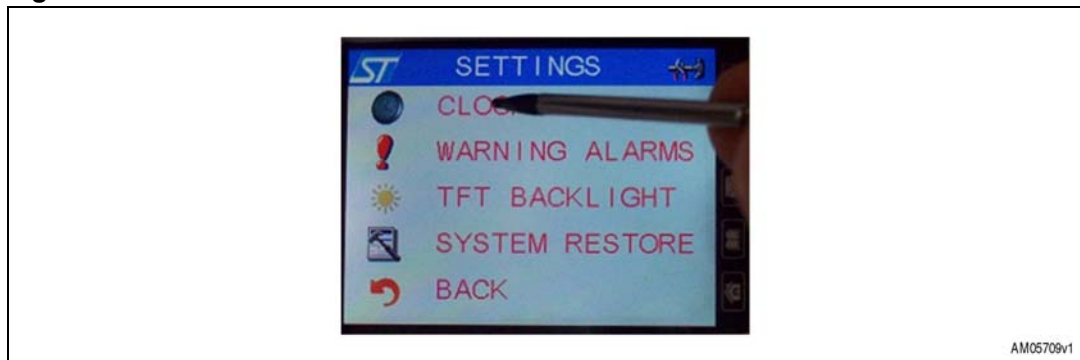 ST SETTINGS
WARNING ALARMS
TFT BACKLIGHT
SYSTEM RESTORE
BACK
AM05709v1